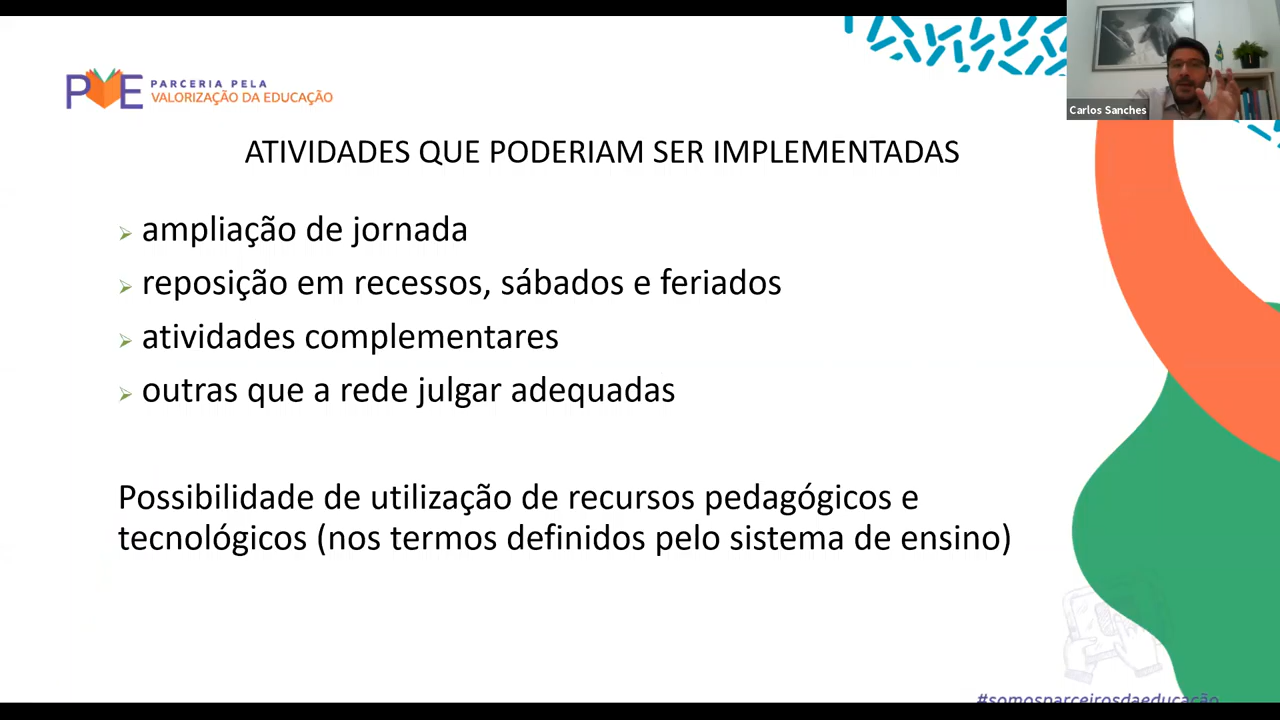 PVE PARCERIA PELA
VALORIZAÇÃO DA EDUCAÇÃO
Carlos Sanches
ATIVIDADES QUE PODERIAM SER IMPLEMENTADAS
ampliação de jornada
reposição em recessos, sábados e feriados
atividades complementares
outras que a rede julgar adequadas
Possibilidade de utilização de recursos pedagógicos e
tecnológicos (nos termos definidos pelo sistema de ensino)
#somosparceirosdaeducação